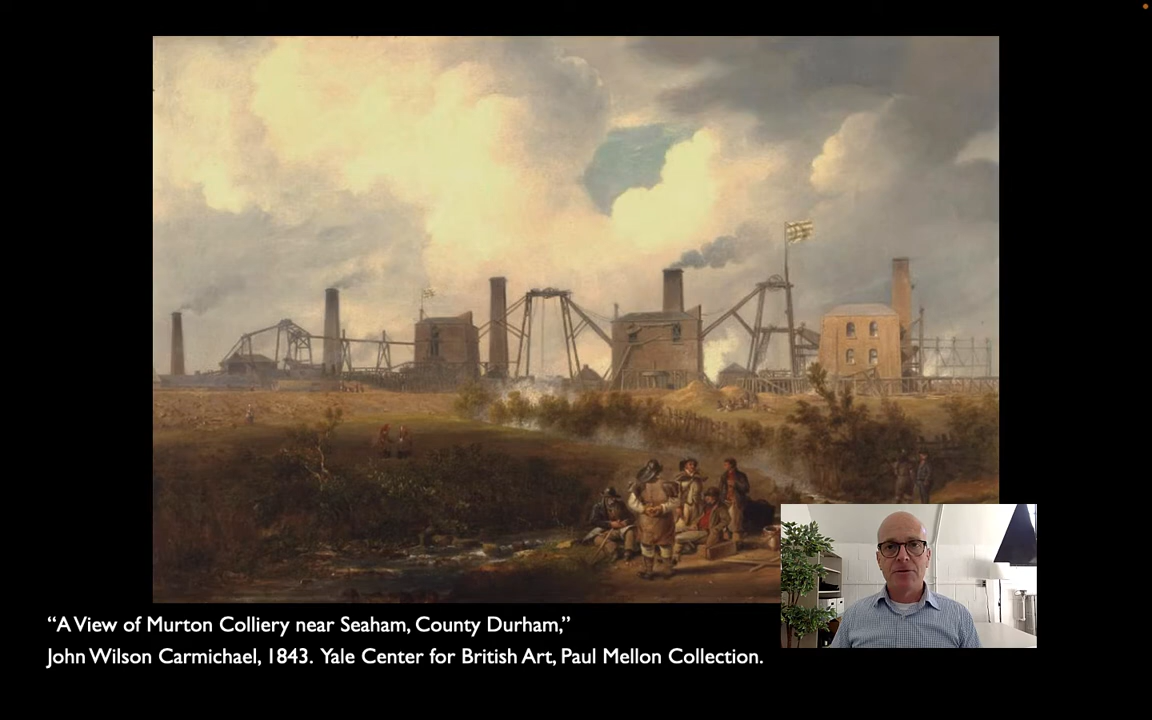 “A View of Murton Colliery near Seaham, County Durham,”
John Wilson Carmichael, 1843. Yale Center for British Art, Paul Mellon Collection.